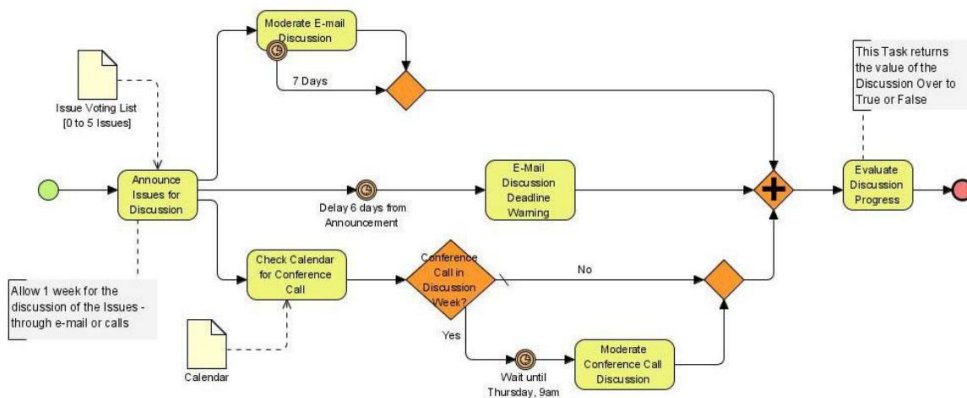 Moderate E-mail
Discussion
7 Days
This Task returns
the value of the
Discussion Over to
True or False
Issue Voting List
[0 to 5 Issues]
Announce
Issues for
Discussion
Delay 6 days from
Announcement
E-Mail
Discussion
Deadline
Warning
Evaluate
Discussion
Progress
Check Calendar
for Conference
Call
Conference
Call in
Discussion
Week?
No
Yes
Allow 1 week for the
discussion of the Issues -
through e-mail or calls
Calendar
Wait until
Thursday, 9am
Moderate
Conference Call
Discussion